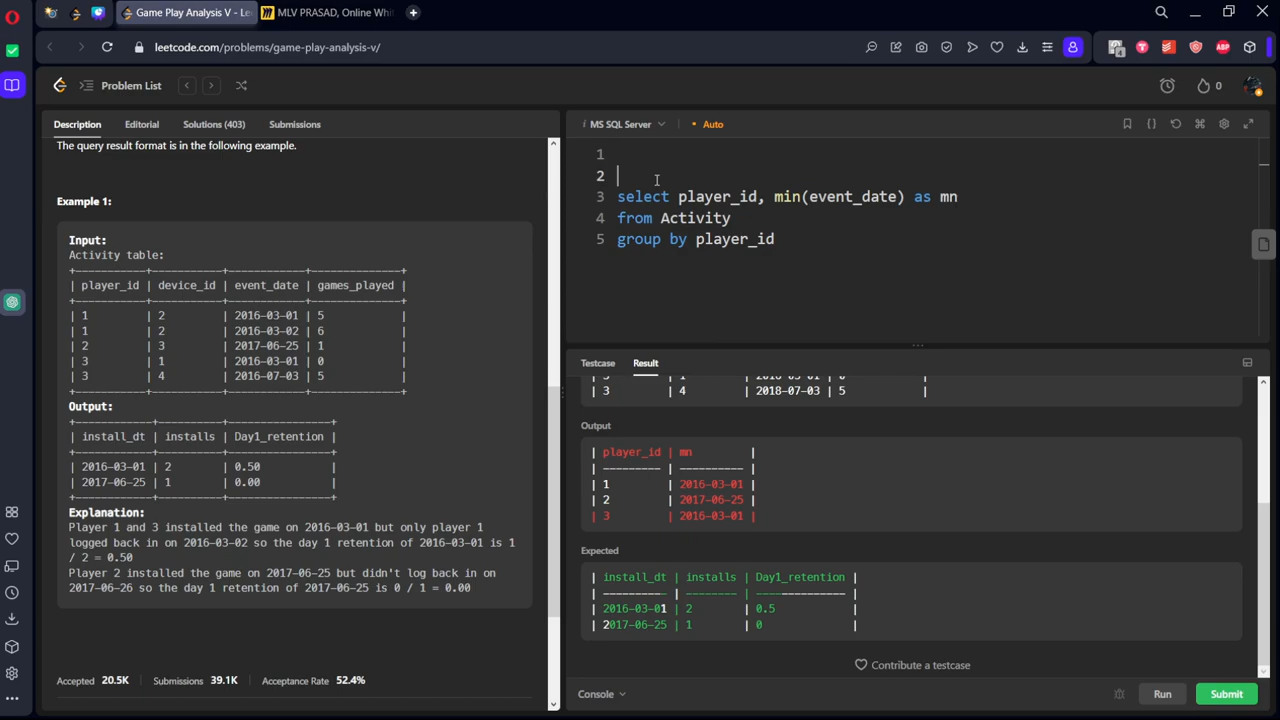 Game Play Analysis V - Le
MLV PRASAD, Online Whi
leetcode.com/problems/game-play-analysis-v/
4
ABP
Problem List
0
Description Editorial Solutions (403) Submissions
The query result format is in the following example.
Example 1:
Input:
Activity table:
+-----------+-----------+------------+--------------+
| player_id | device_id | event_date | games_played |
+-----------+-----------+------------+--------------+
| 1 | 2 | 2016-03-01 | 5 |
| 1 | 2 | 2016-03-02 | 6 |
| 2 | 3 | 2017-06-25 | 1 |
| 3 | 1 | 2016-03-01 | 0 |
| 3 | 4 | 2016-07-03 | 5 |
+-----------+-----------+------------+--------------+
Output:
+------------+----------+----------------+
| install_dt | installs | Day1_retention |
+------------+----------+----------------+
| 2016-03-01 | 2 | 0.50 |
| 2017-06-25 | 1 | 0.00 |
+------------+----------+----------------+
Explanation:
Player 1 and 3 installed the game on 2016-03-01 but only player 1
logged back in on 2016-03-02 so the day 1 retention of 2016-03-01 is 1
/ 2 = 0.50
Player 2 installed the game on 2017-06-25 but didn't log back in on
2017-06-26 so the day 1 retention of 2017-06-25 is 0 / 1 = 0.00
Accepted 20.5K Submissions 39.1K Acceptance Rate 52.4%
i MS SQL Server • Auto
1
2
3 select player_id, min(event_date) as mn
4 from Activity
5 group by player_id
Testcase Result
| 3 | 4 | 2018-07-03 | 5 |
Output
| player_id | mn |
| --------- | ---------- |
| 1 | 2016-03-01 |
| 2 | 2017-06-25 |
| 3 | 2016-03-01 |
Expected
| install_dt | installs | Day1_retention |
| ---------- | -------- | -------------- |
| 2016-03-01 | 2 | 0.5 |
| 2017-06-25 | 1 | 0 |
Contribute a testcase
Console Run Submit